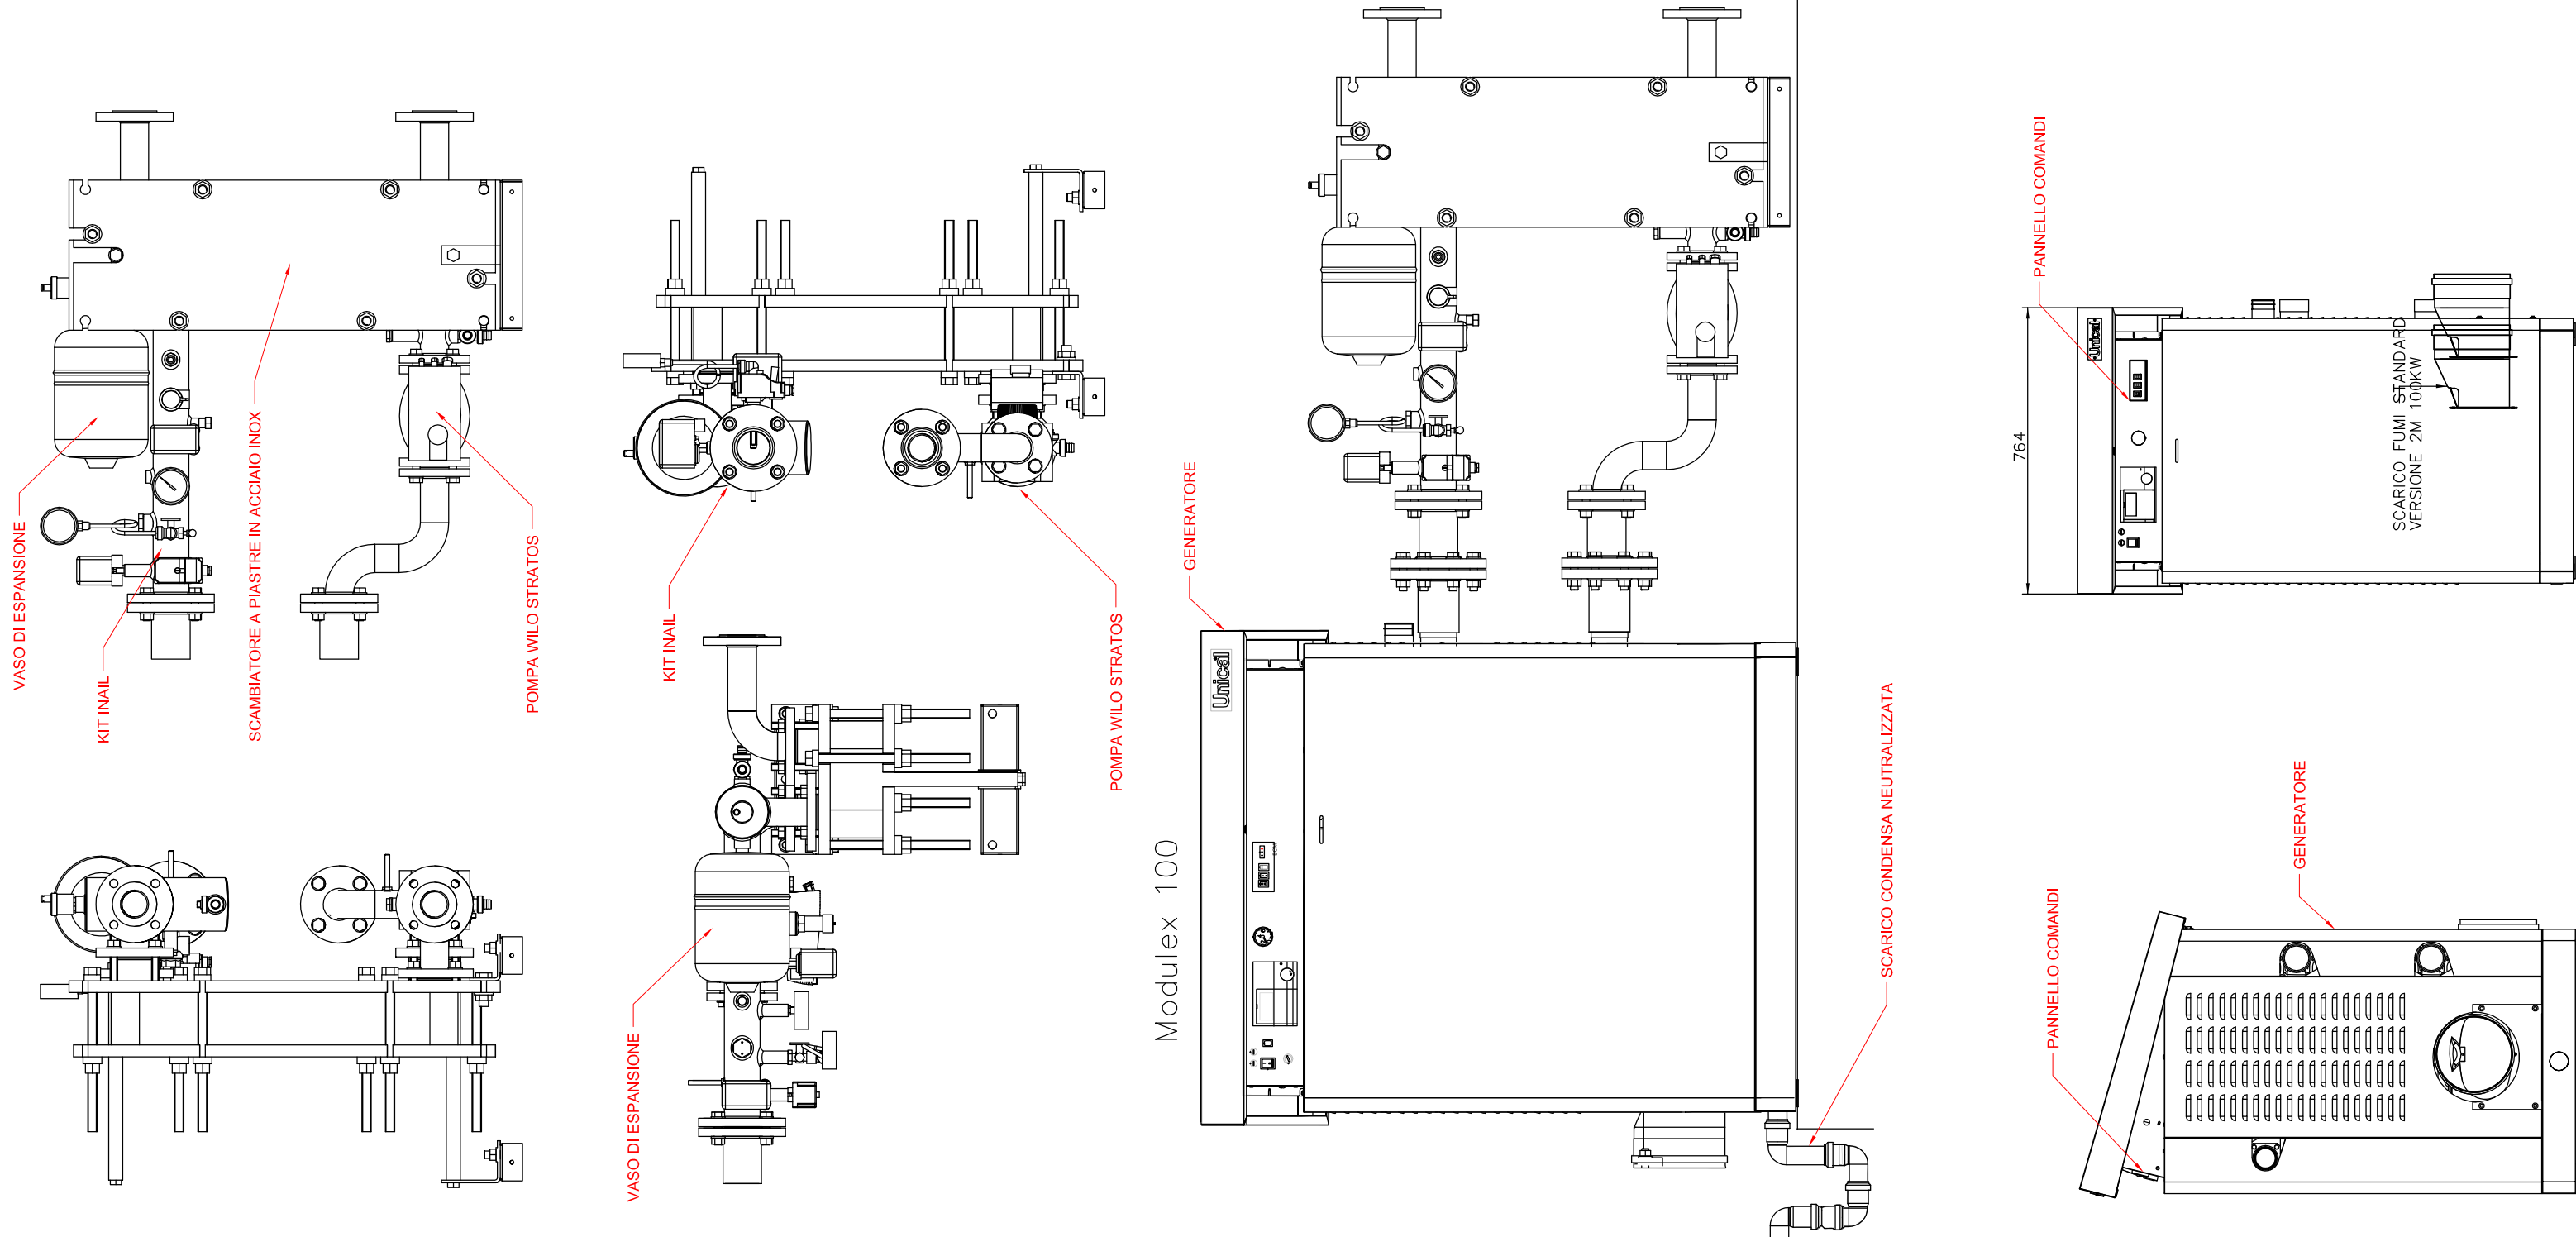 VASO DI ESPANSIONE
KIT INAIL
SCAMBIATORE A PIASTRE IN ACCIAIO INOX
POMPA WILO STRATOS
KIT INAIL
POMPA WILO STRATOS
VASO DI ESPANSIONE
Modulex 100
GENERATORE
Unical
SCARICO CONDENSA NEUTRALIZZATA
PANNELLO COMANDI
764
Unical
SCARICO FUMI STANDARD
VERSIONE 2M 100KW
GENERATORE
PANNELLO COMANDI